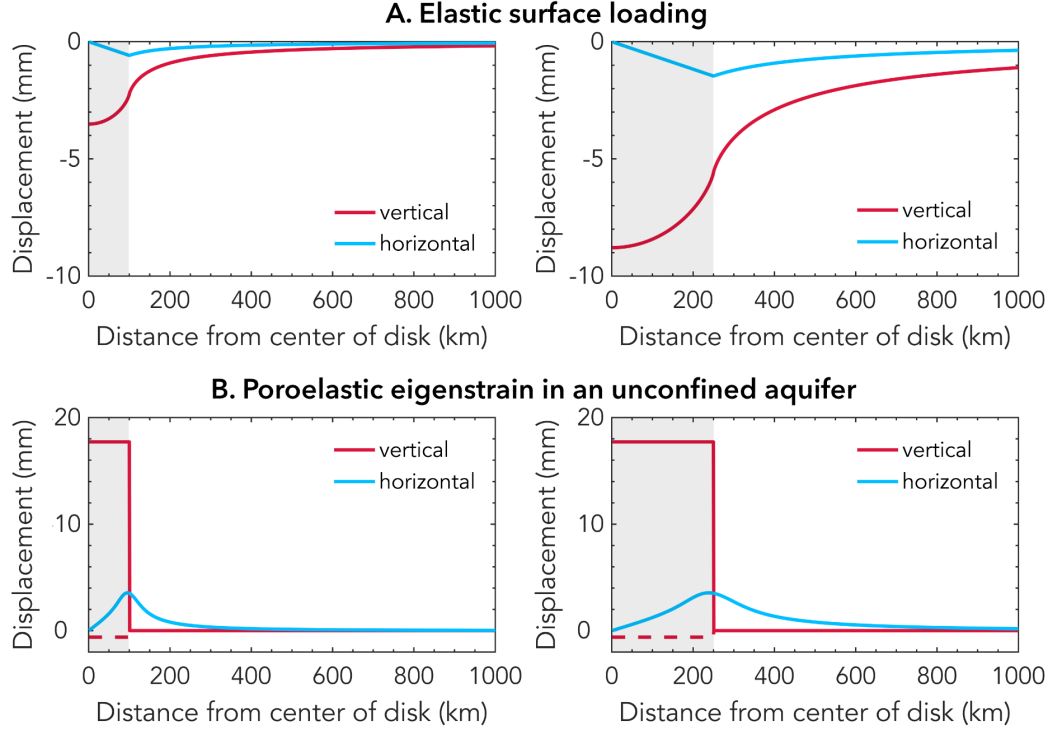 A. Elastic surface loading
0
-5
-10
Displacement (mm)
vertical
horizontal
0 200 400 600 800 1000
Distance from center of disk (km)
0
-5
-10
Displacement (mm)
vertical
horizontal
0 200 400 600 800 1000
Distance from center of disk (km)
B. Poroelastic eigenstrain in an unconfined aquifer
20
10
0
Displacement (mm)
vertical
horizontal
0 200 400 600 800 1000
Distance from center of disk (km)
20
10
0
Displacement (mm)
vertical
horizontal
0 200 400 600 800 1000
Distance from center of disk (km)